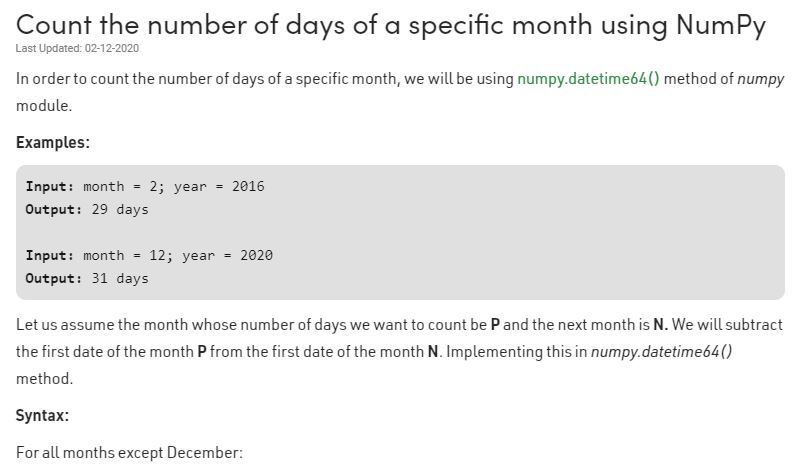 Count the number of days of a specific month using NumPy
Last Updated: 02-12-2020
In order to count the number of days of a specific month, we will be using numpy.datetime64() method of numpy
module.
Examples:
Input: month = 2; year = 2016
Output: 29 days
Input: month = 12; year = 2020
Output: 31 days
Let us assume the month whose number of days we want to count be P and the next month is N. We will subtract
the first date of the month P from the first date of the month N. Implementing this in numpy.datetime64()
method.
Syntax:
For all months except December: